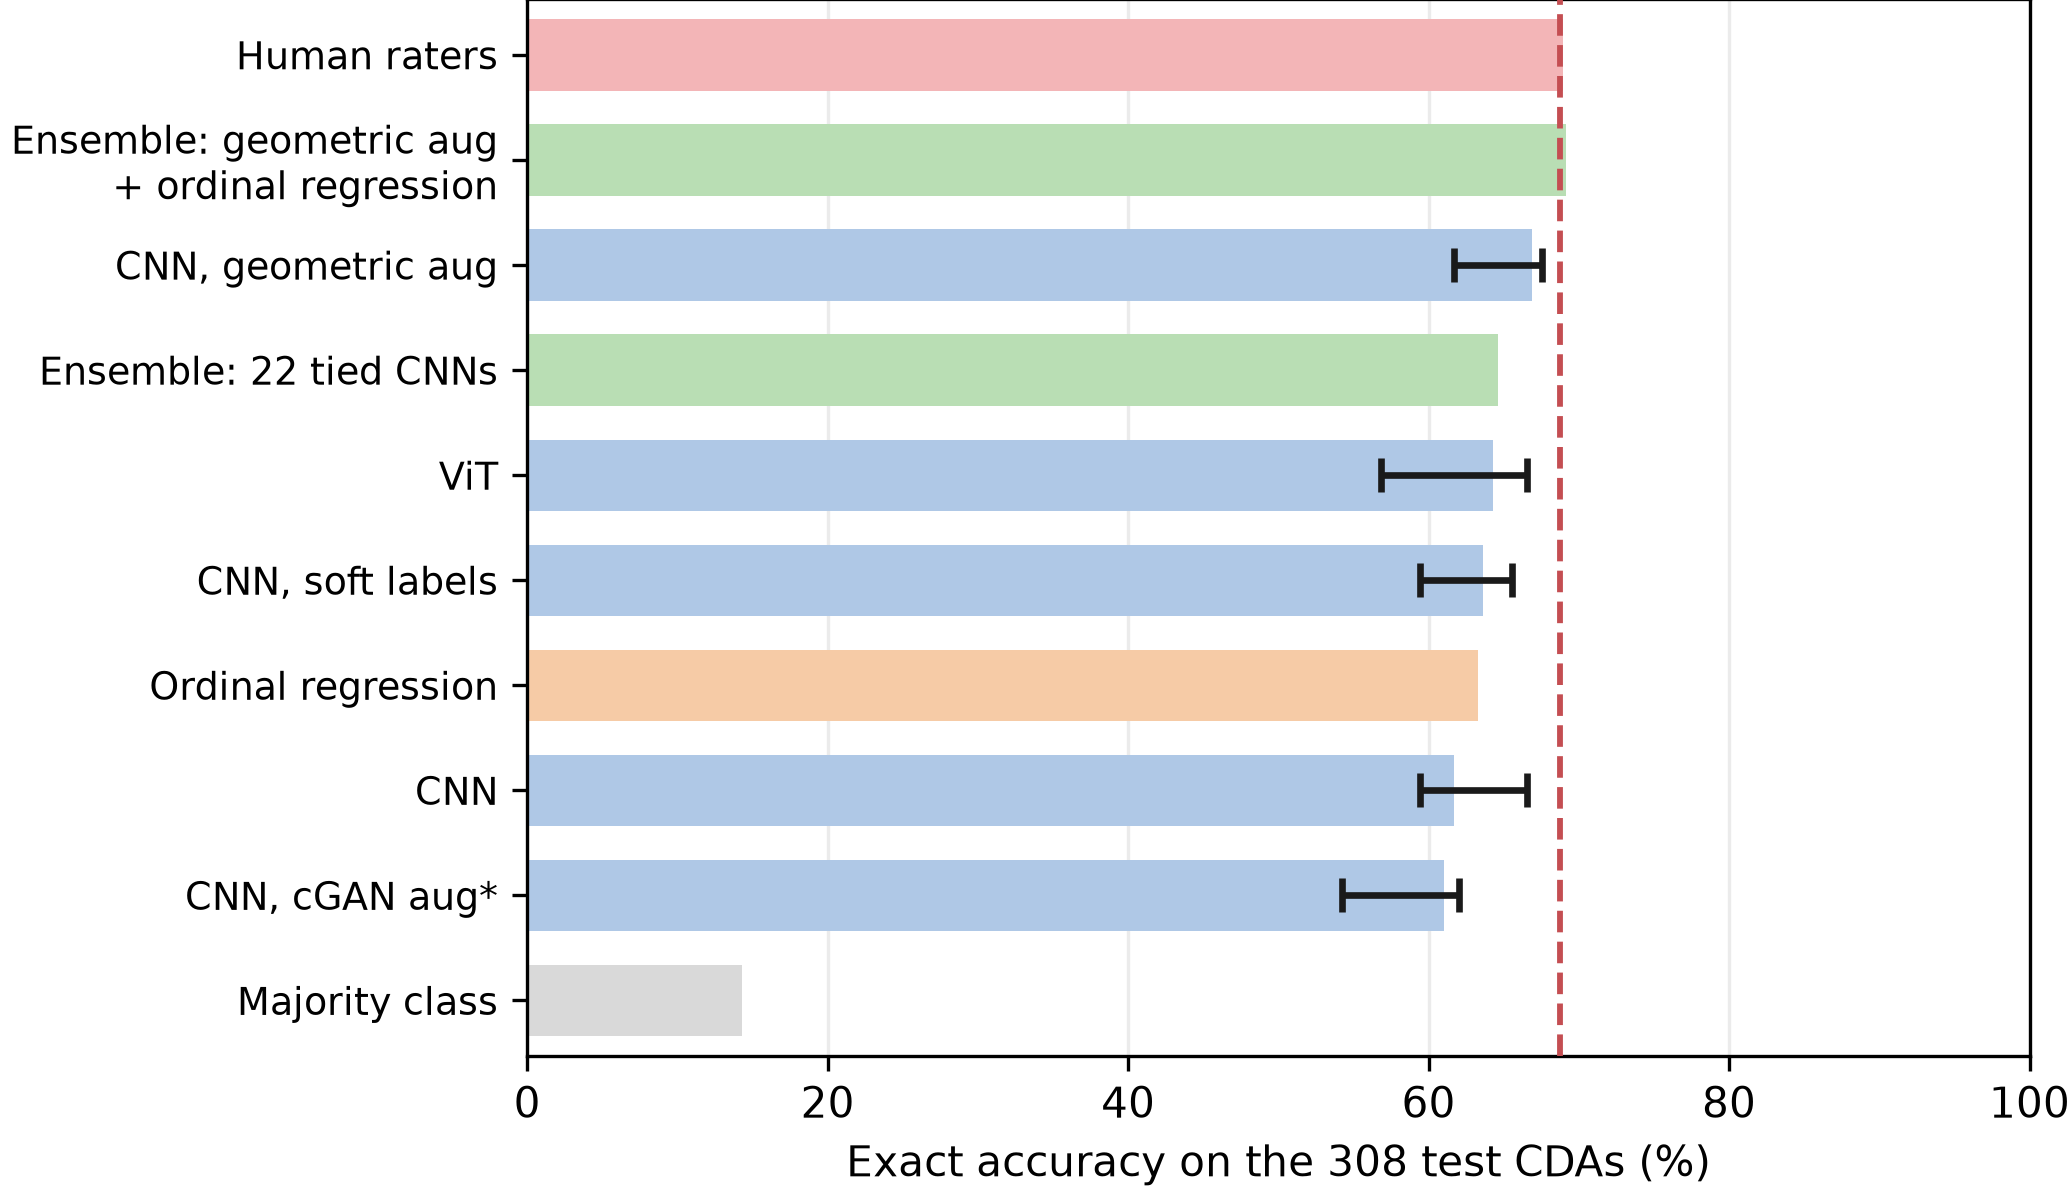 Human raters
Ensemble: geometric aug
+ ordinal regression
CNN, geometric aug
Ensemble: 22 tied CNNs
ViT
CNN, soft labels
Ordinal regression
CNN
CNN, cGAN aug*
Majority class
0 20 40 60 80 100
Exact accuracy on the 308 test CDAs (%)